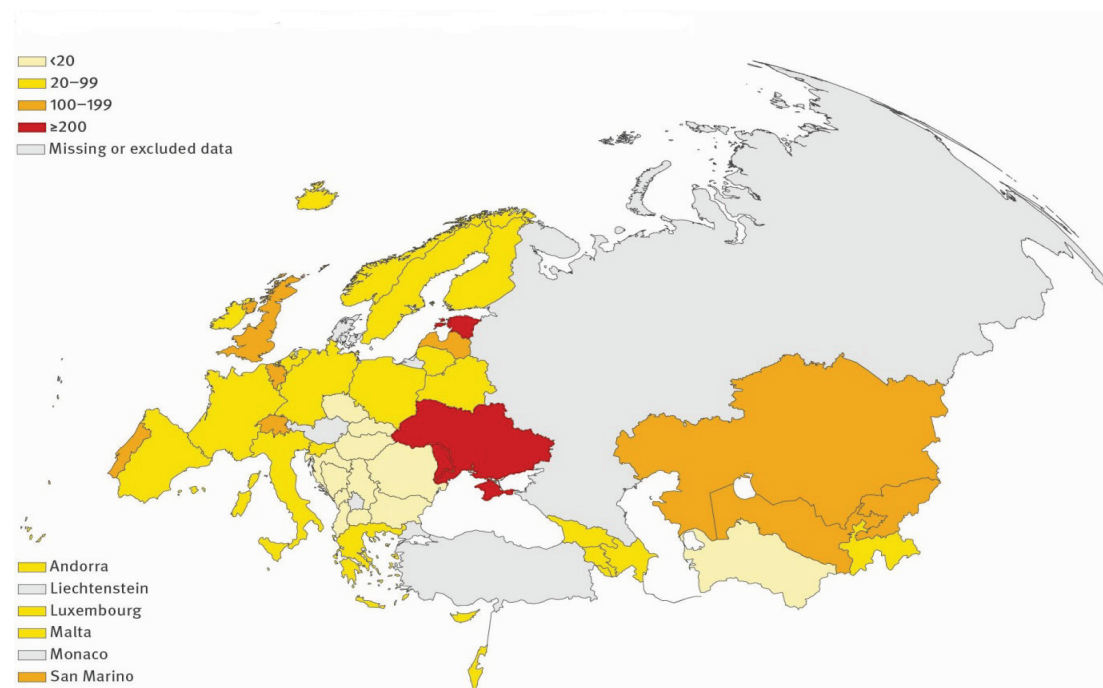 <20
20–99
100–199
≥200
Missing or excluded data
Andorra
Liechtenstein
Luxembourg
Malta
Monaco
San Marino